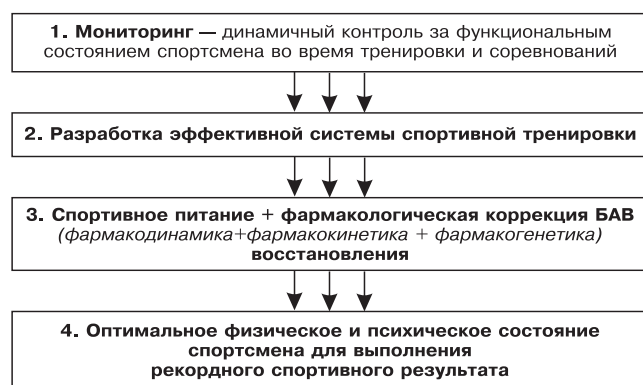 1. Мониторинг — динамичный контроль за функциональным
состоянием спортсмена во время тренировки и соревнований
2. Разработка эффективной системы спортивной тренировки
3. Спортивное питание + фармакологическая коррекция БАВ
(фармакодинамика+фармакокинетика + фармакогенетика)
восстановления
4. Оптимальное физическое и психическое состояние
спортсмена для выполнения
рекордного спортивного результата